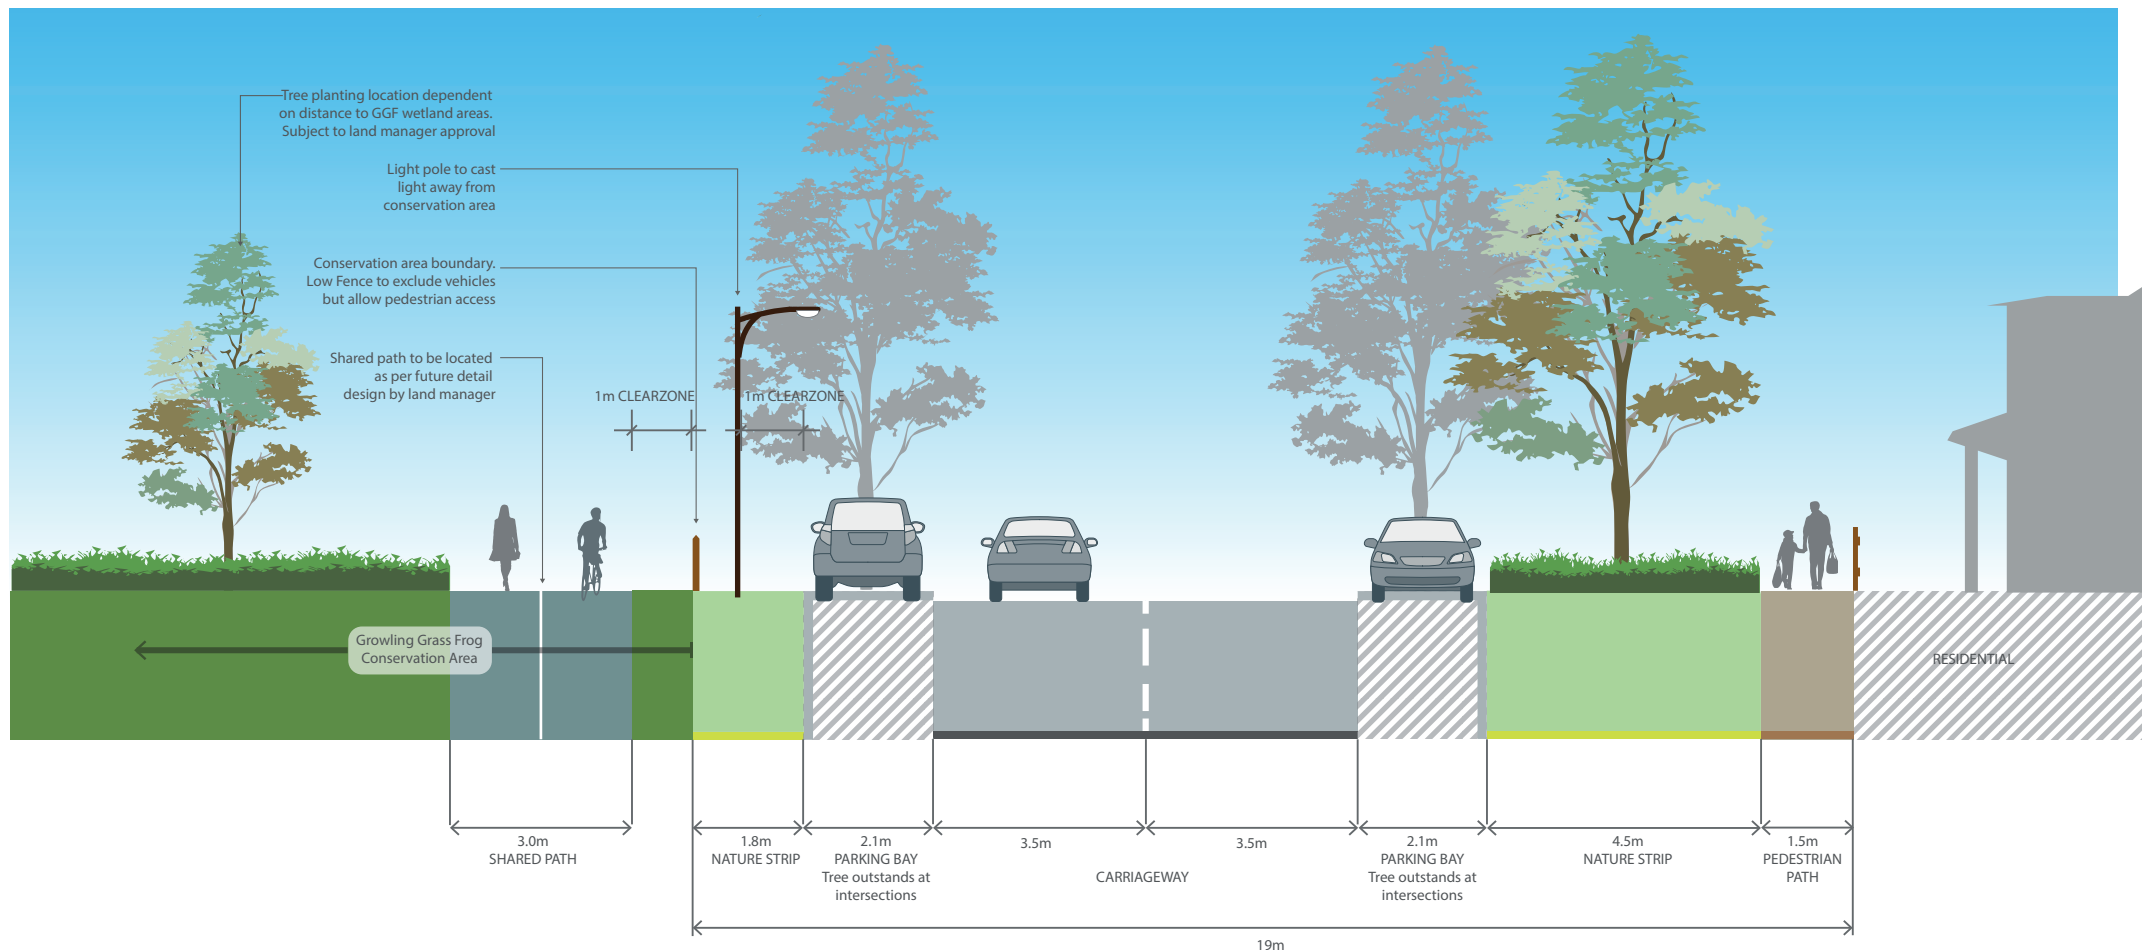 Tree planting location dependent
on distance to GGF wetland areas.
Subject to land manager approval
Light pole to cast
light away from
conservation area
Conservation area boundary.
Low Fence to exclude vehicles
but allow pedestrian access
Shared path to be located
as per future detail
design by land manager
1m CLEARZONE
1m CLEARZONE
Growling Grass Frog
Conservation Area
RESIDENTIAL
3.0m
SHARED PATH
1.8m
NATURE STRIP
2.1m
PARKING BAY
Tree outstands at
intersections
3.5m
3.5m
CARRIAGEWAY
2.1m
PARKING BAY
Tree outstands at
intersections
4.5m
NATURE STRIP
1.5m
PEDESTRIAN
PATH
19m